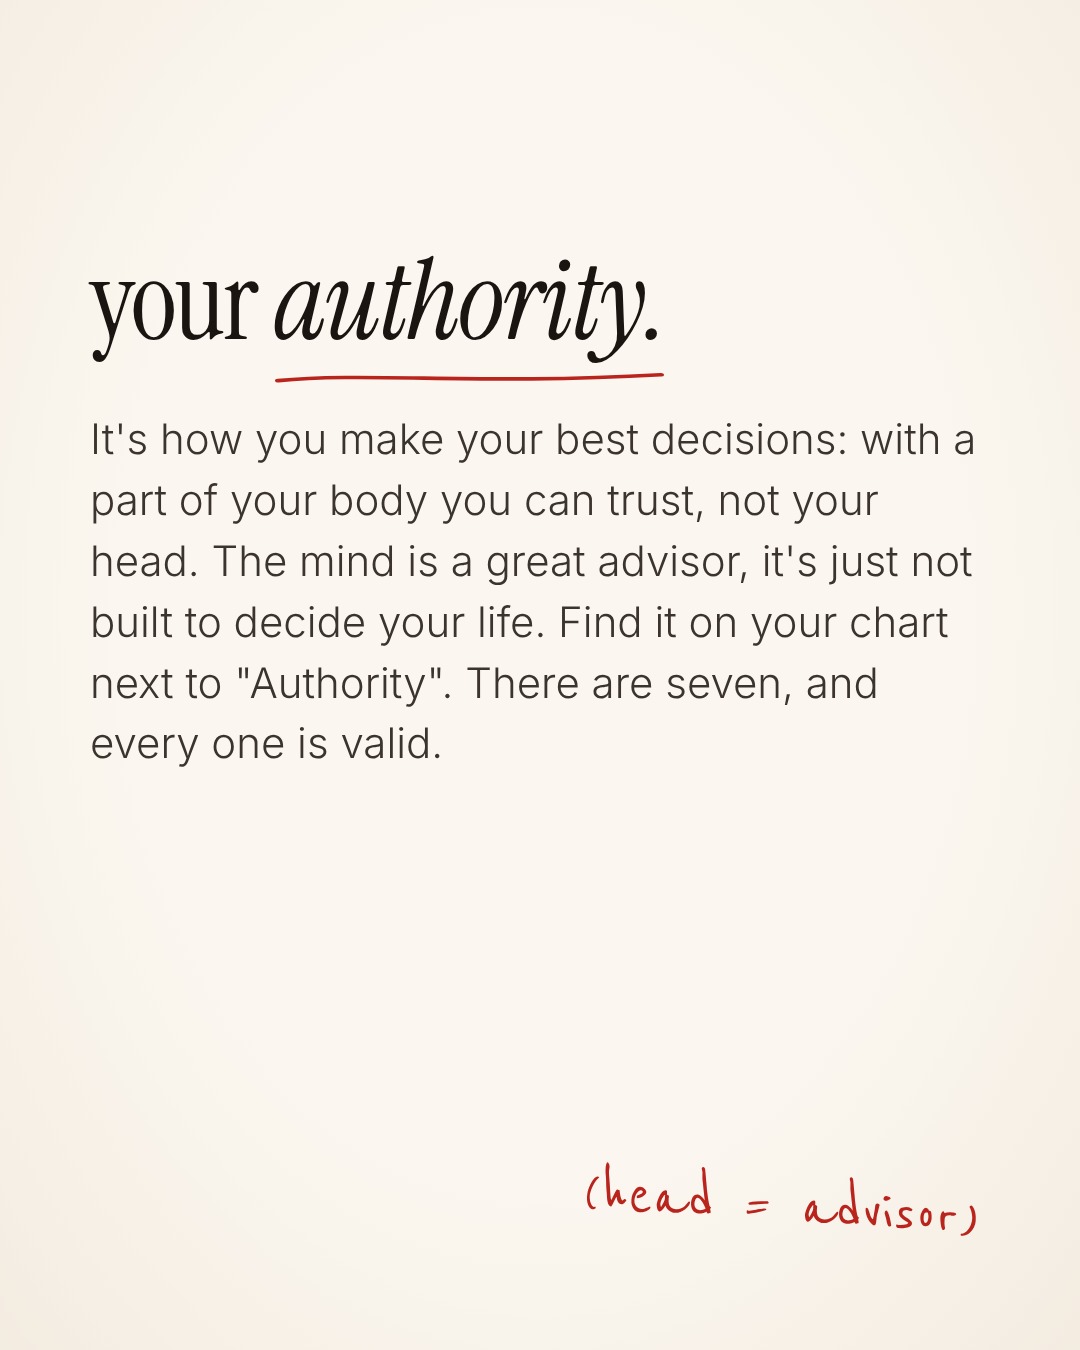 your authority.
It's how you make your best decisions: with a
part of your body you can trust, not your
head. The mind is a great advisor, it's just not
built to decide your life. Find it on your chart
next to "Authority". There are seven, and
every one is valid.
(head = advisor)